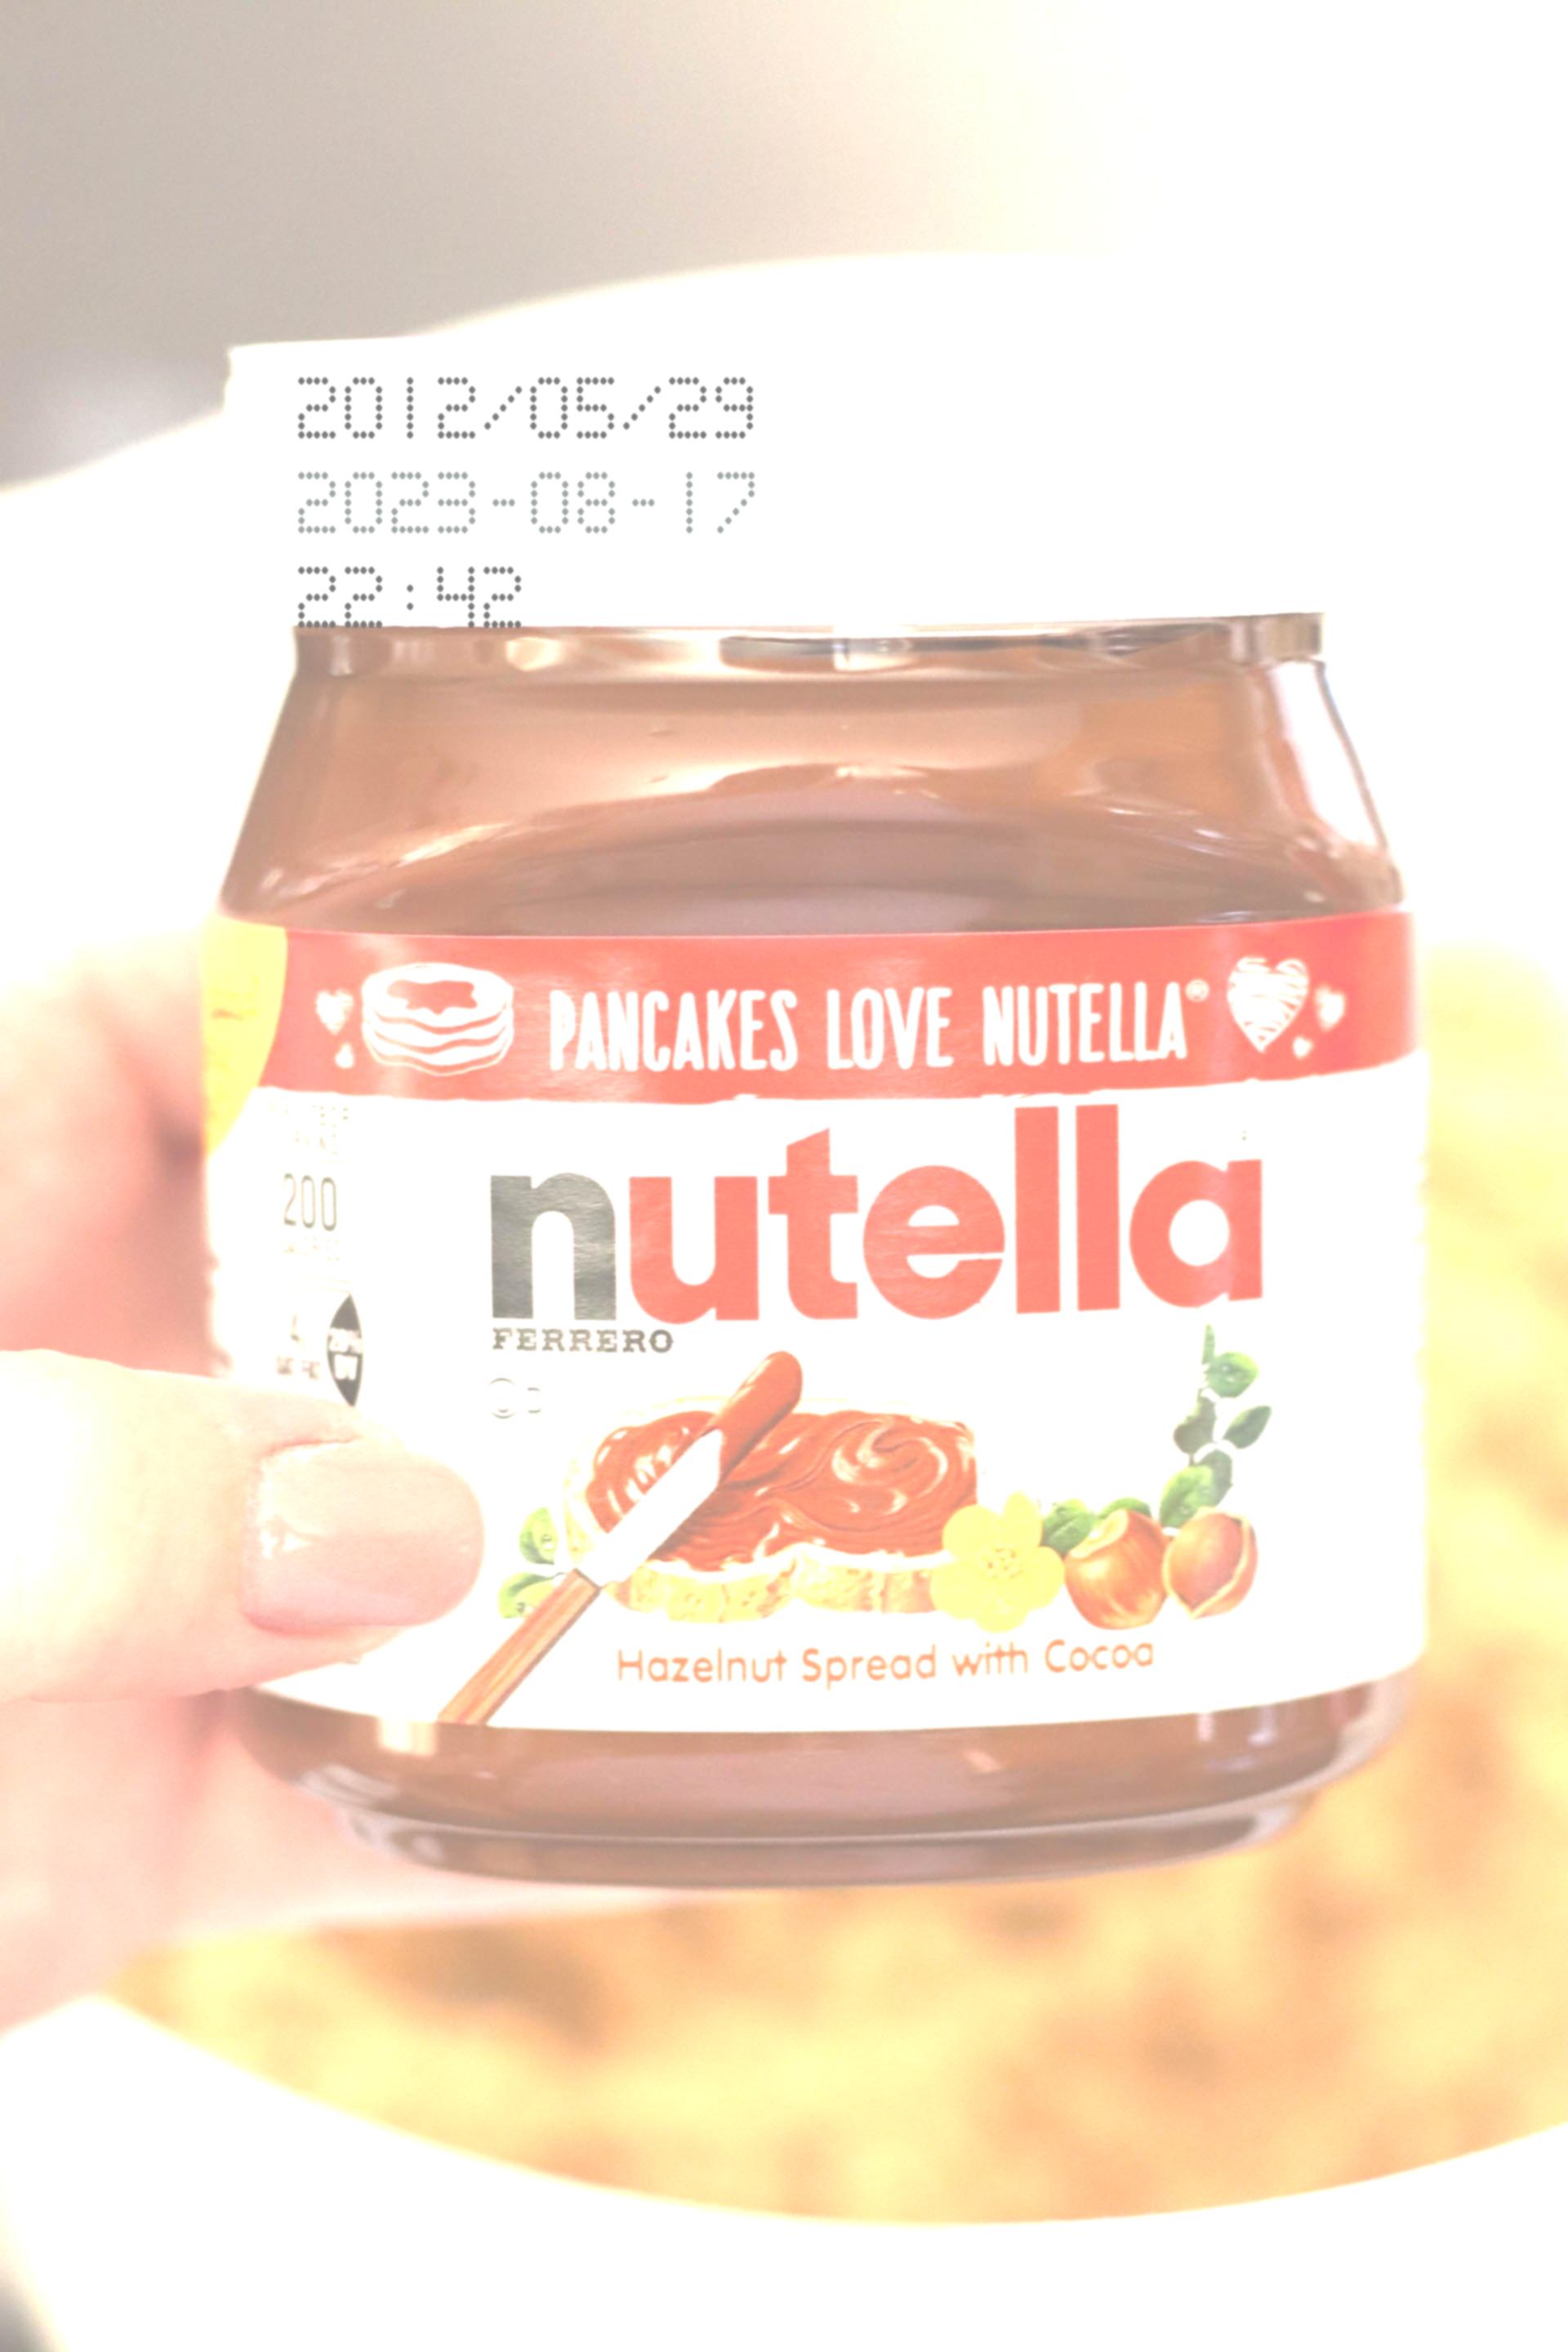 2012/05/29
2023-08-17
22:42
PANCAKES LOVE NUTELLA®
nutella
FERRERO
200
Hazelnut Spread with Cocoa